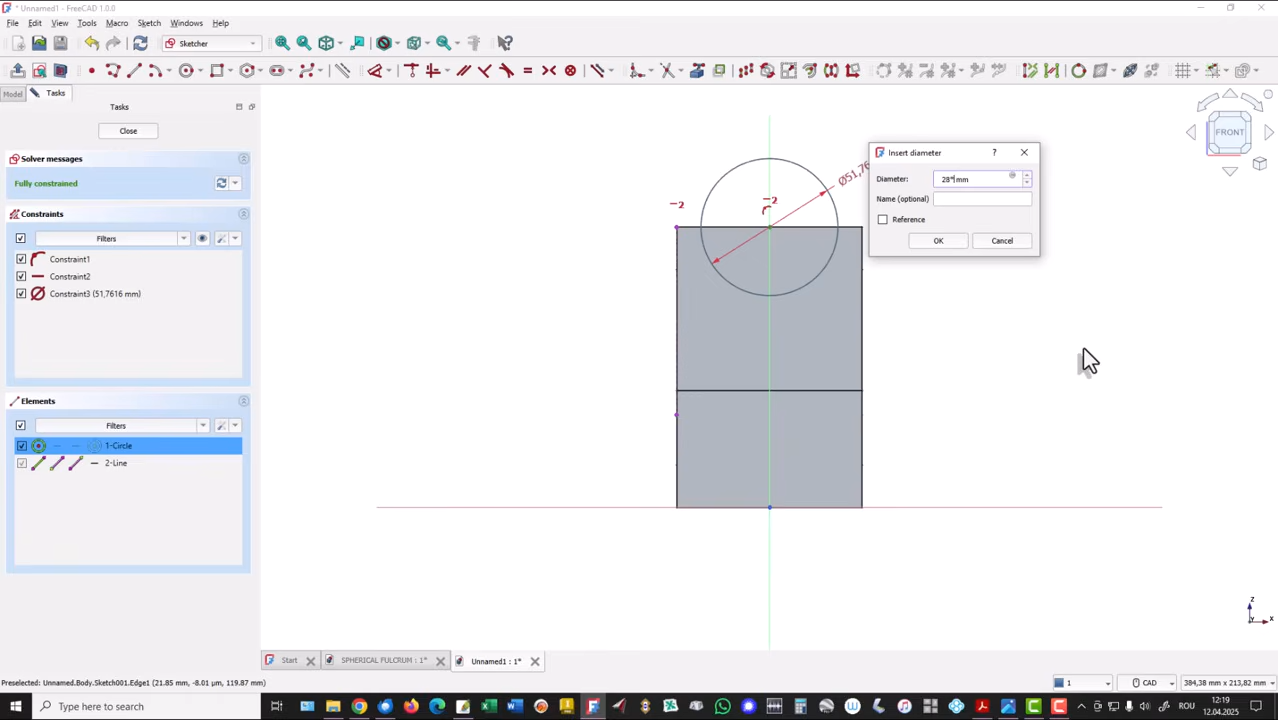 * Unnamed1 - FreeCAD 1.0.0
File Edit View Tools Macro Sketch Windows Help
Sketcher
Model Tasks
Tasks
Close
Solver messages
Fully constrained
Constraints
Filters
Constraint1
Constraint2
Constraint3 (51,7616 mm)
Elements
Filters
1-Circle
2-Line
Ø51,76
Insert diameter
?
Diameter: 28*mm
Name (optional)
Reference
OK Cancel
FRONT
z
x
Y
Start SPHERICAL FULCRUM : 1* Unnamed1 : 1*
Preselected: Unnamed.Body.Sketch001.Edge1 (21.85 mm, -8.01 µm, 119.87 mm)
1 CAD 384,38 mm x 213,82 mm
Type here to search
12:19
12.04.2025